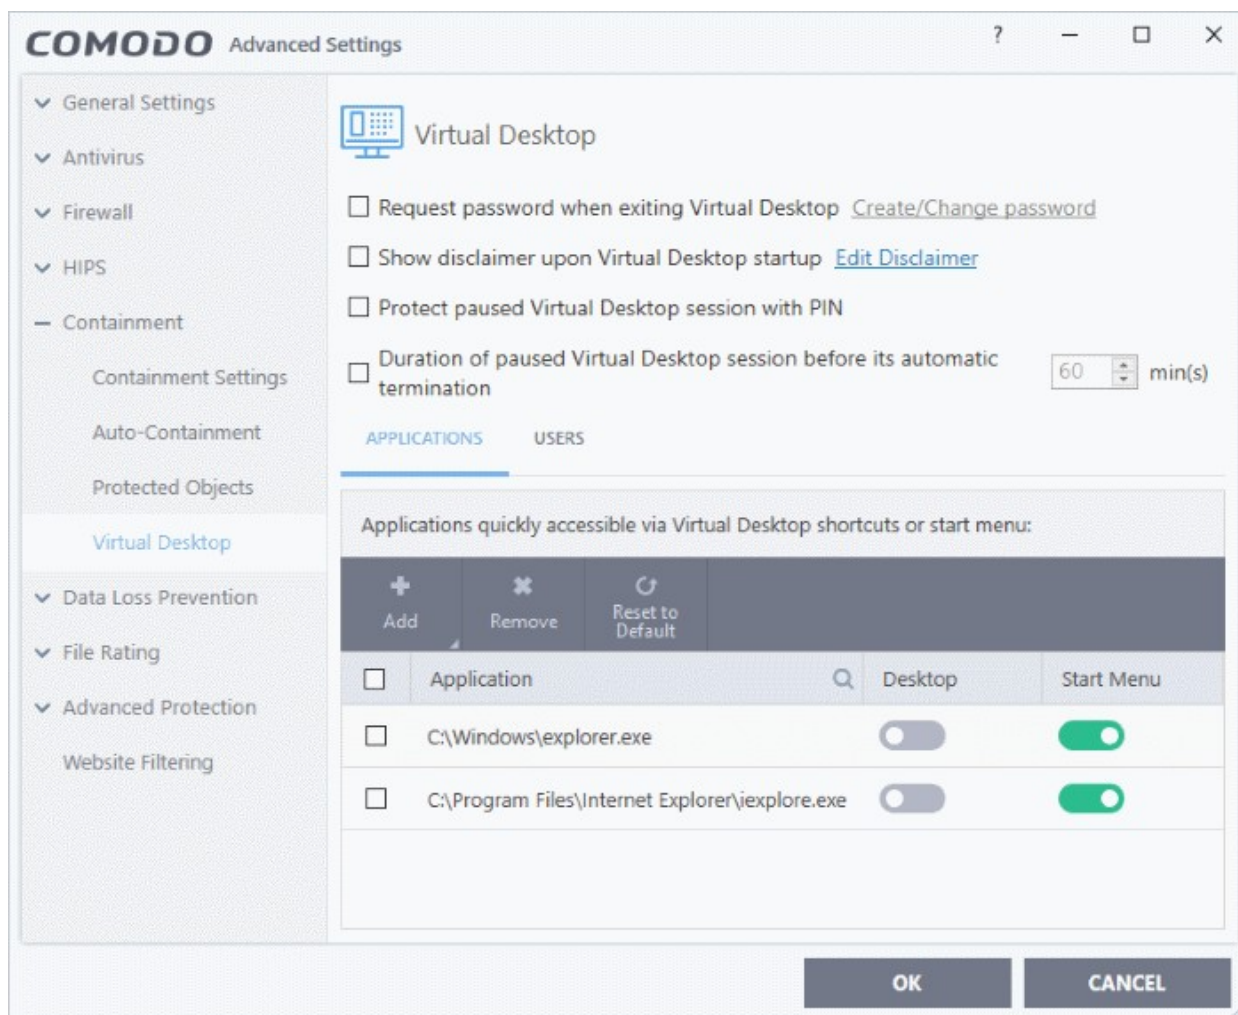 COMODO Advanced Settings
?
General Settings
Antivirus
Firewall
HIPS
Containment
Containment Settings
Auto-Containment
Protected Objects
Virtual Desktop
Data Loss Prevention
File Rating
Advanced Protection
Website Filtering
Virtual Desktop
Request password when exiting Virtual Desktop Create/Change password
Show disclaimer upon Virtual Desktop startup Edit Disclaimer
Protect paused Virtual Desktop session with PIN
Duration of paused Virtual Desktop session before its automatic
termination
60 min(s)
APPLICATIONS USERS
Applications quickly accessible via Virtual Desktop shortcuts or start menu:
Add
Remove
Reset to
Default
Application Desktop Start Menu
C:\Windows\explorer.exe
C:\Program Files\Internet Explorer\iexplore.exe
OK CANCEL